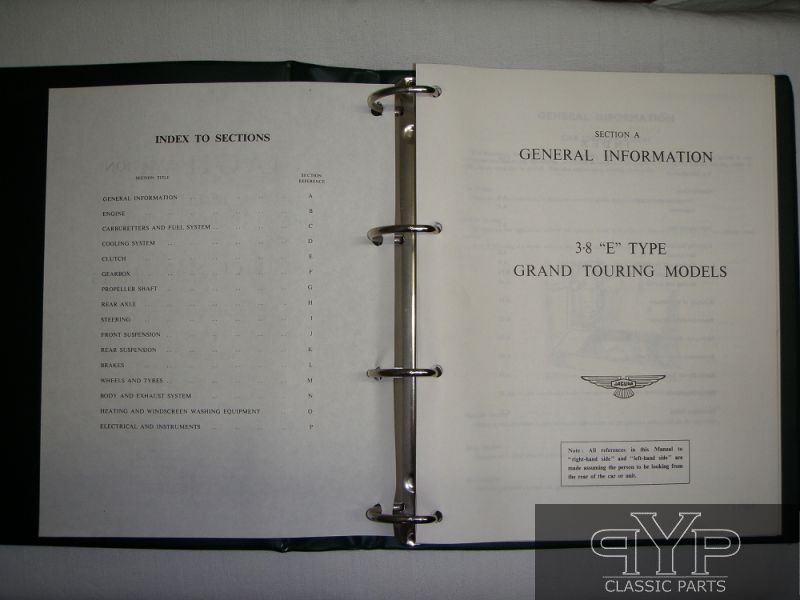 INDEX TO SECTIONS
SECTION TITLE SECTION REFERENCE
GENERAL INFORMATION .. .. .. .. .. A
ENGINE .. .. .. .. .. B
CARBURETTERS AND FUEL SYSTEM .. .. .. .. C
COOLING SYSTEM .. .. .. .. .. D
CLUTCH .. .. .. .. .. E
GEARBOX .. .. .. .. .. F
PROPELLER SHAFT .. .. .. .. .. G
REAR AXLE .. .. .. .. .. H
STEERING .. .. .. .. .. I
FRONT SUSPENSION .. .. .. .. .. J
REAR SUSPENSION .. .. .. .. .. K
BRAKES .. .. .. .. .. L
WHEELS AND TYRES .. .. .. .. .. M
BODY AND EXHAUST SYSTEM .. .. .. .. N
HEATING AND WINDSCREEN WASHING EQUIPMENT .. .. O
ELECTRICAL AND INSTRUMENTS .. .. .. .. P
SECTION A
GENERAL INFORMATION
3·8 “E” TYPE
GRAND TOURING MODELS
JAGUAR
Note: All references in this Manual to
“right-hand side” and “left-hand side” are
made assuming the person to be looking from
the rear of the car or unit.
PYP
CLASSIC PARTS